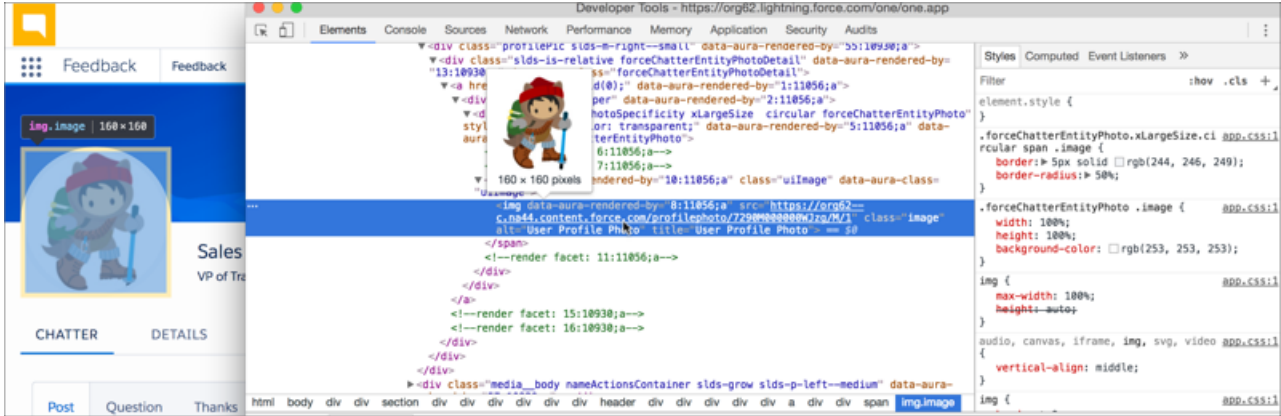 Developer Tools - https://org62.lightning.force.com/one/one.app
Elements Console Sources Network Performance Memory Application Security Audits
Feedback Feedback
img.image | 160×160
Sales
VP of Tra
CHATTER DETAILS
Post Question Thanks
<div class="profilePic slds-m-right--small" data-aura-rendered-by="55:10930;a">
▼<div class="slds-is-relative forceChatterEntityPhotoDetail" data-aura-rendered-by=
"13:10930 ss="forceChatterEntityPhotoDetail">
▼<a hre d(0);" data-aura-rendered-by="1:11056;a">
▼<div per" data-aura-rendered-by="2:11056;a">
▼<d hotoSpecificity xLargeSize circular forceChatterEntityPhoto"
styl or: transparent;" data-aura-rendered-by="5:11056;a" data-
aura tterEntityPhoto">
6:11056;a-->
7:11056;a-->
160 × 160 pixels
▼ endered-by="10:11056;a" class="uiImage" data-aura-class=
"uiImage">
…
<img data-aura-rendered-by="8:11056;a" src="https://org62--
c.na44.content.force.com/profilephoto/7290M000000WJzq/M/1" class="image"
alt="User Profile Photo" title="User Profile Photo"> == $0
</span>
<!--render facet: 11:11056;a-->
</div>
</div>
</a>
<!--render facet: 15:10930;a-->
<!--render facet: 16:10930;a-->
</div>
</div>
</div>
▶<div class="media__body nameActionsContainer slds-grow slds-p-left--medium" data-aura-
html body div div section div div div div div header div div div div a div div span img.image
Styles Computed Event Listeners »
Filter :hov .cls +
element.style {
}
.forceChatterEntityPhoto.xLargeSize.ci app.css:1
rcular span .image {
border:▶ 5px solid rgb(244, 246, 249);
border-radius:▶ 50%;
}
.forceChatterEntityPhoto .image { app.css:1
width: 100%;
height: 100%;
background-color: rgb(253, 253, 253);
}
img { app.css:1
max-width: 100%;
height: auto;
}
audio, canvas, iframe, img, svg, video app.css:1
{
vertical-align: middle;
}
img { app.css:1